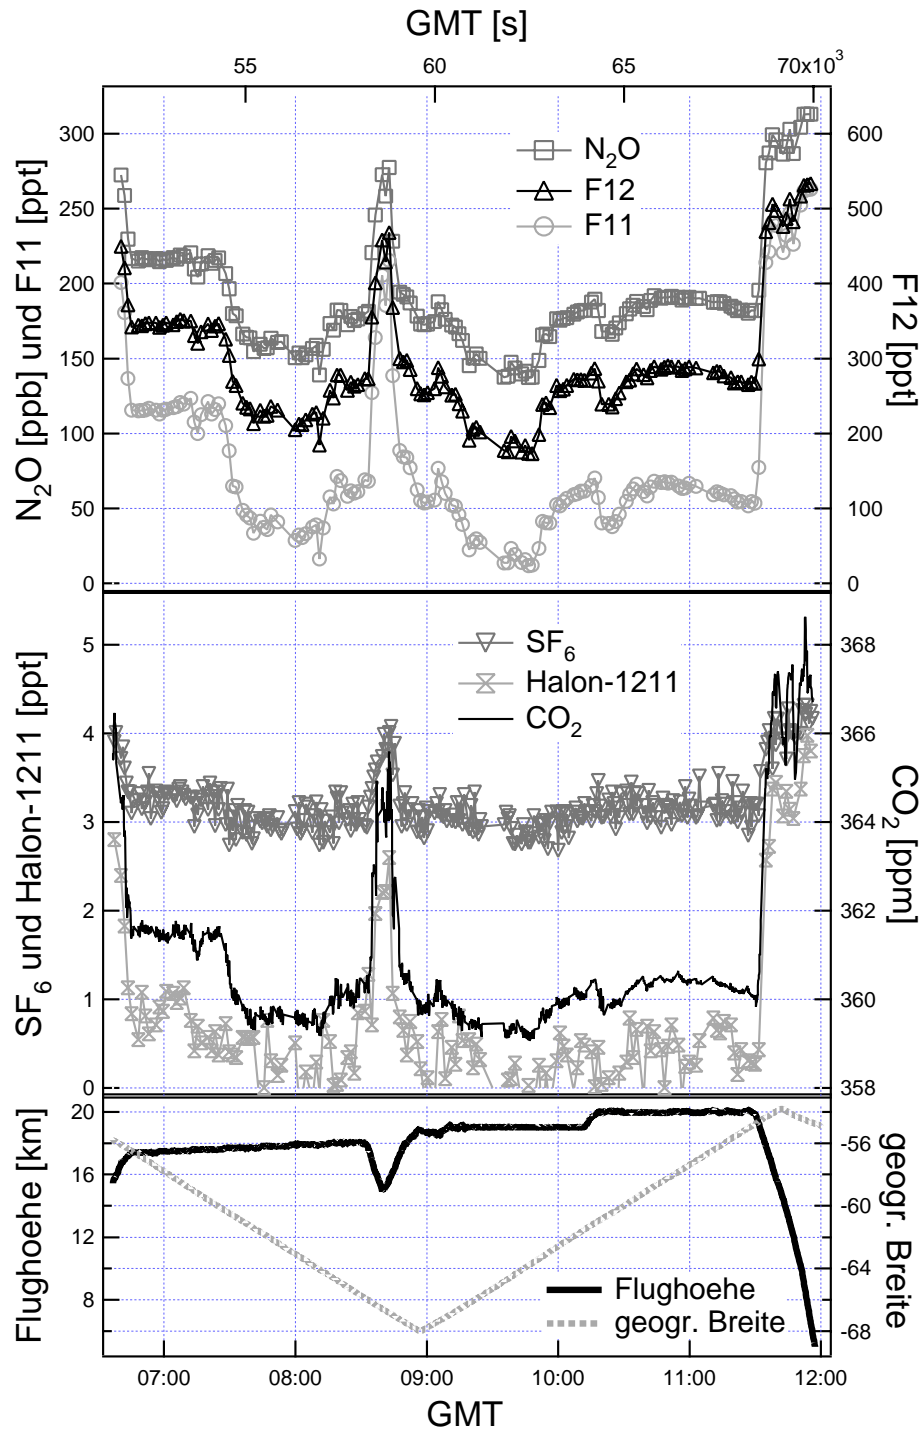 GMT [s]
55 60 65 70x10³
N₂O [ppb] und F11 [ppt]
300
250
200
150
100
50
0
N₂O
F12
F11
600
500
400
300
200
100
0
F12 [ppt]
SF₆ und Halon-1211 [ppt]
5
4
3
2
1
0
SF₆
Halon-1211
CO₂
368
366
364
362
360
358
CO₂ [ppm]
Flughoehe [km]
20
16
12
8
Flughoehe
geogr. Breite
-56
-60
-64
-68
geogr. Breite
07:00 08:00 09:00 10:00 11:00 12:00
GMT